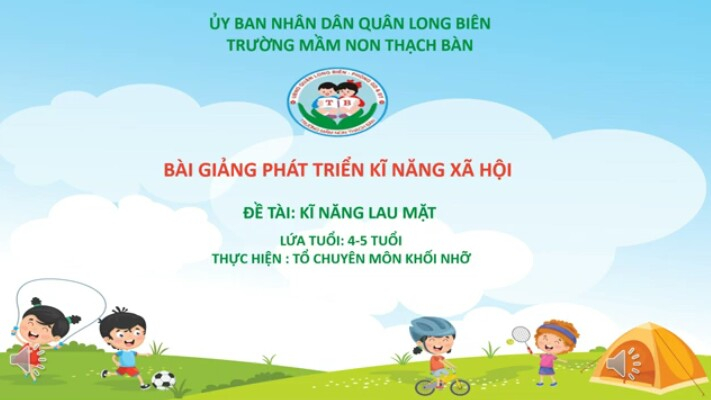 ỦY BAN NHÂN DÂN QUÂN LONG BIÊN
TRƯỜNG MẦM NON THẠCH BÀN
T B
BÀI GIẢNG PHÁT TRIỂN KĨ NĂNG XÃ HỘI
ĐỀ TÀI: KĨ NĂNG LAU MẶT
LỨA TUỔI: 4-5 TUỔI
THỰC HIỆN : TỔ CHUYÊN MÔN KHỐI NHỠ